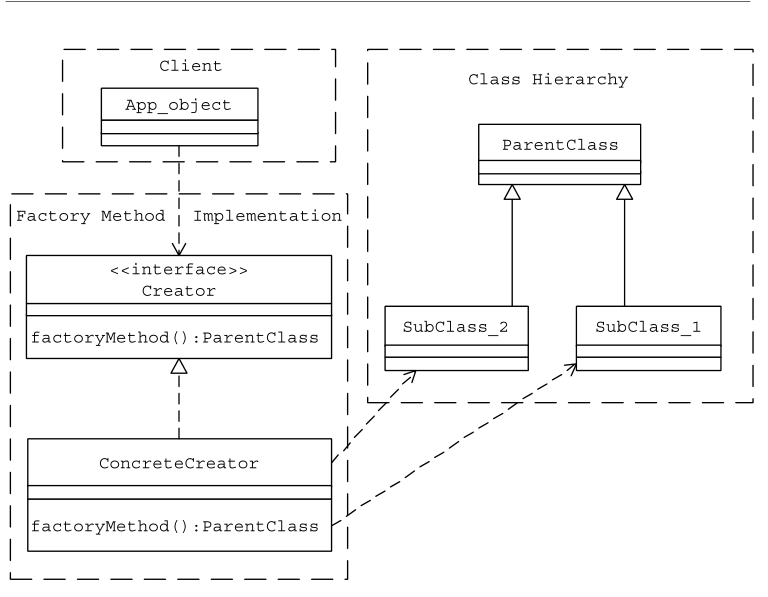 Client
App_object
Class Hierarchy
ParentClass
SubClass_2
SubClass_1
Factory Method Implementation
<<interface>>
Creator
factoryMethod():ParentClass
ConcreteCreator
factoryMethod():ParentClass